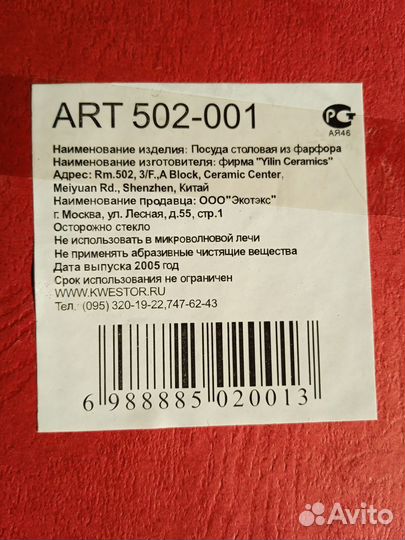 ART 502-001
АЯ46
Наименование изделия: Посуда столовая из фарфора
Наименование изготовителя: фирма "Yilin Ceramics"
Адрес: Rm.502, 3/F.,A Block, Ceramic Center,
Meiyuan Rd., Shenzhen, Китай
Наименование продавца: ООО"Экотэкс"
г. Москва, ул. Лесная, д.55, стр.1
Осторожно стекло
Не использовать в микроволновой лечи
Не применять абразивные чистящие вещества
Дата выпуска 2005 год
Срок использования не ограничен
WWW.KWESTOR.RU
Тел.: (095) 320-19-22,747-62-43
6 988885 020013
Avito